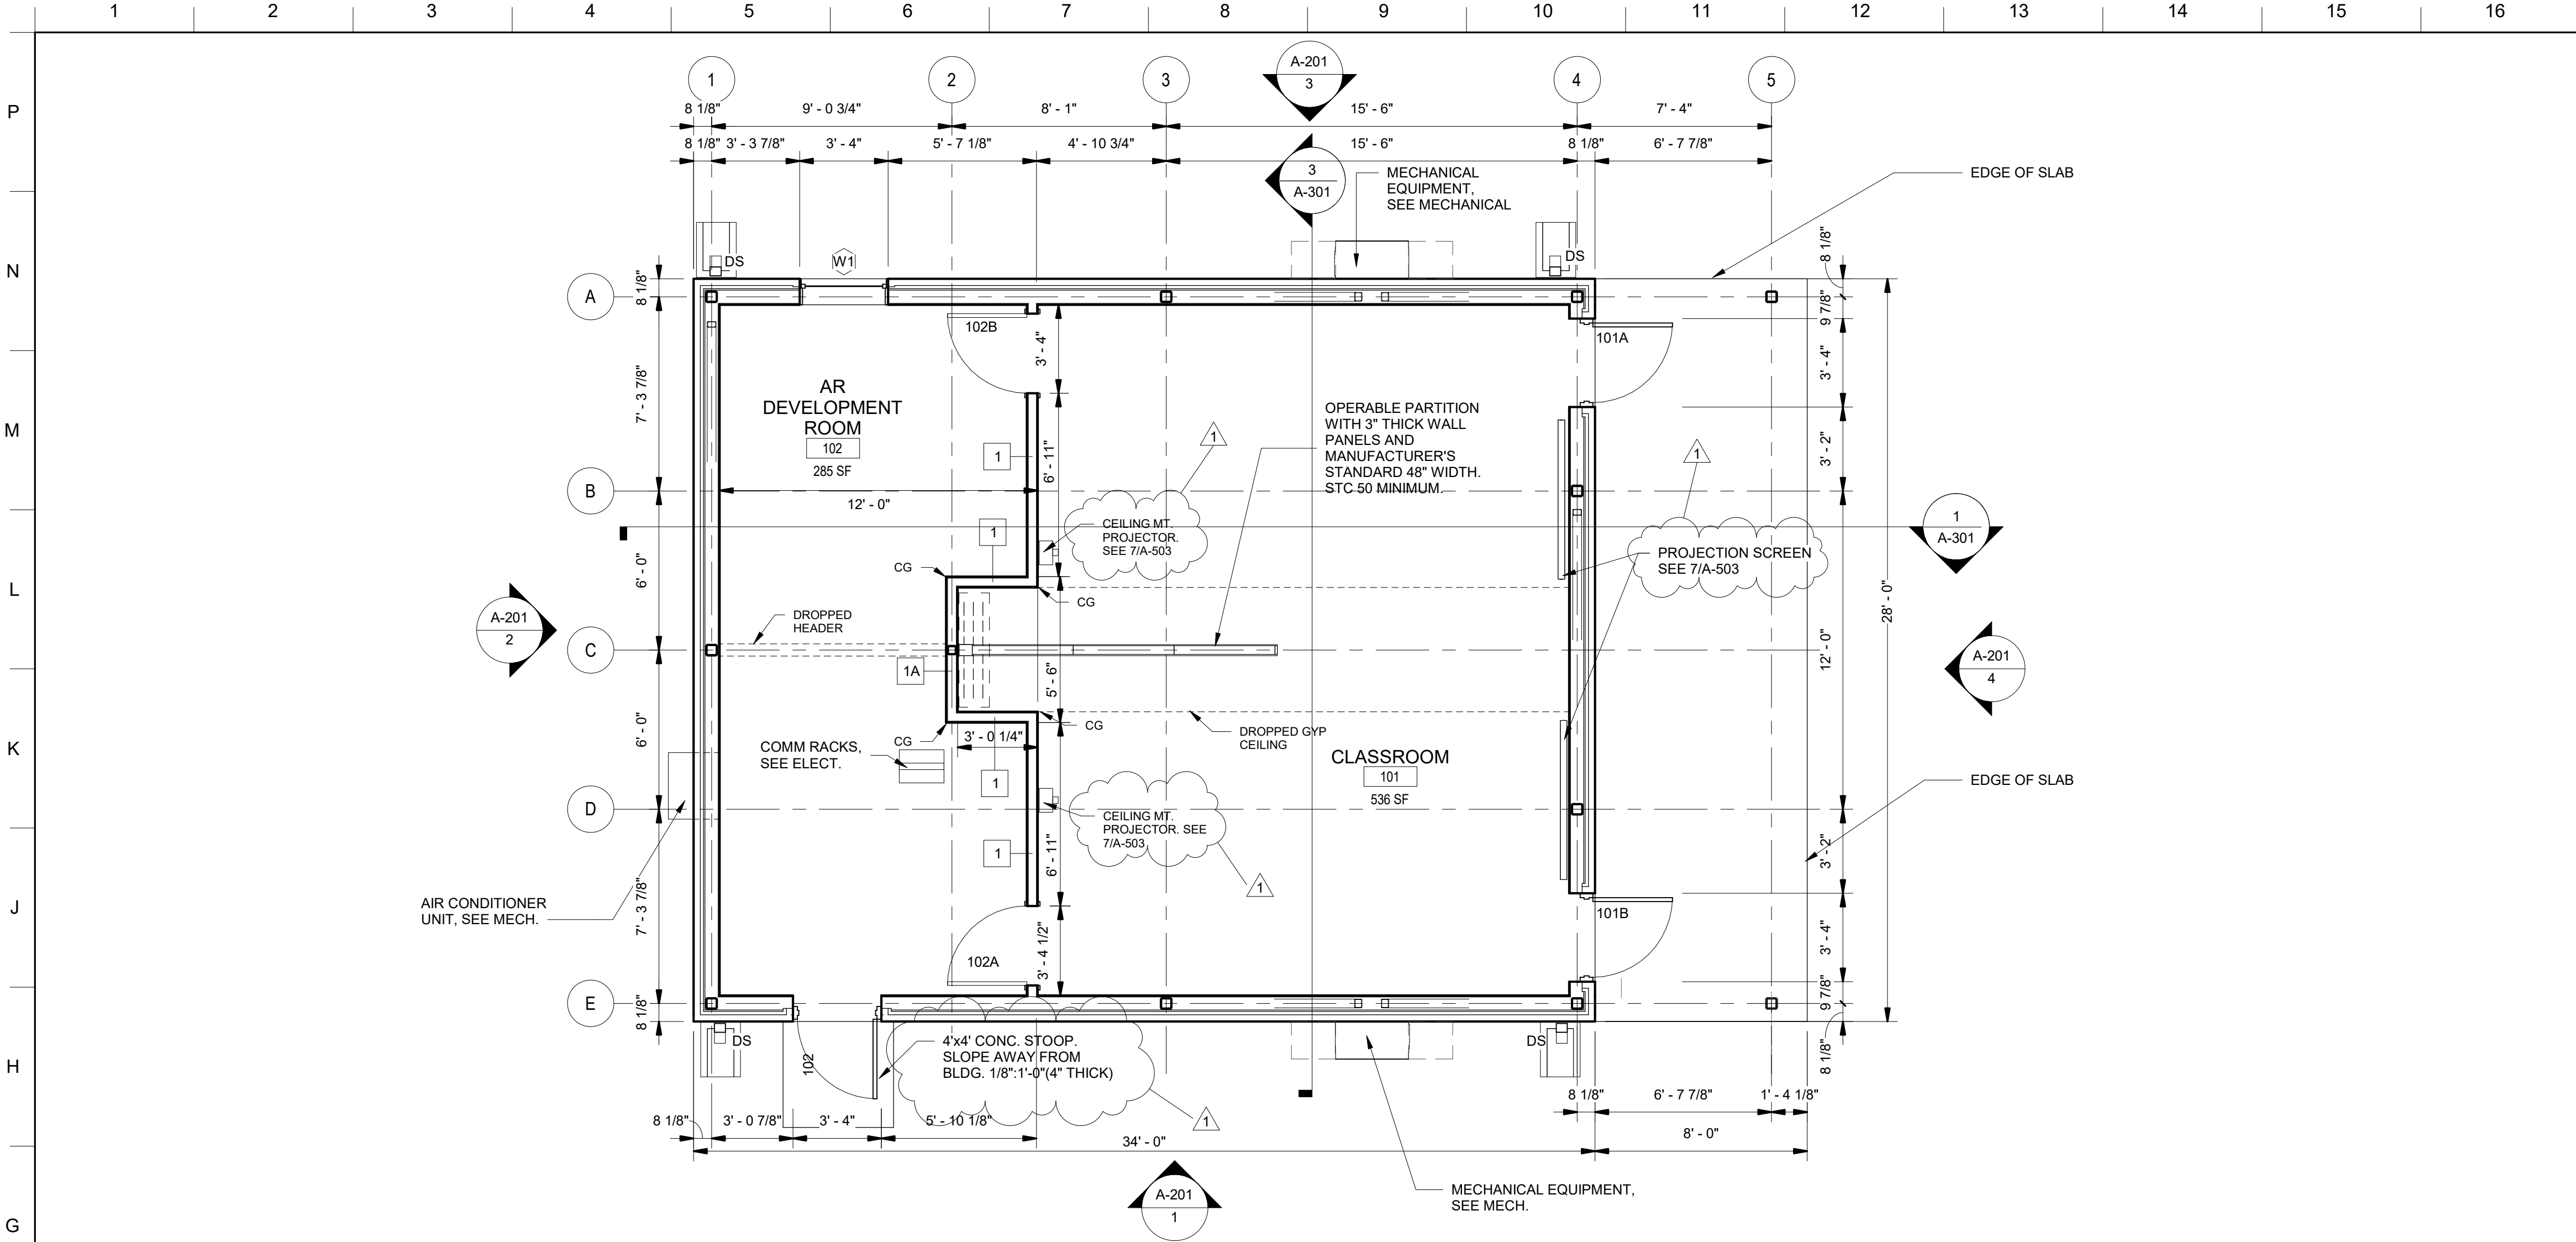 1 2 3 4 5 6 7 8 9 10 11 12 13 14 15 16
P
N
M
L
K
J
H
G
1 2 3 4 5
A-201
3
8 1/8" 9' - 0 3/4" 8' - 1" 15' - 6" 7' - 4"
8 1/8" 3' - 3 7/8" 3' - 4" 5' - 7 1/8" 4' - 10 3/4" 15' - 6" 8 1/8" 6' - 7 7/8"
3
A-301
MECHANICAL
EQUIPMENT,
SEE MECHANICAL
EDGE OF SLAB
DS
W1
DS
A
B
C
D
E
8 1/8"
7' - 3 7/8"
6' - 0"
6' - 0"
7' - 3 7/8"
8 1/8"
102B
101A
3' - 4"
AR
DEVELOPMENT
ROOM
102
285 SF
12' - 0"
1
6' - 11"
1
1
OPERABLE PARTITION
WITH 3" THICK WALL
PANELS AND
MANUFACTURER'S
STANDARD 48" WIDTH.
STC 50 MINIMUM.
1
CEILING MT.
PROJECTOR.
SEE 7/A-503
1
PROJECTION SCREEN
SEE 7/A-503
1
A-301
CG
CG
DROPPED
HEADER
A-201
2
1A
5' - 6"
CG
CG
3' - 0 1/4"
DROPPED GYP
CEILING
COMM RACKS,
SEE ELECT.
1
CLASSROOM
101
536 SF
CEILING MT.
PROJECTOR. SEE
7/A-503
1
1
6' - 11"
AIR CONDITIONER
UNIT, SEE MECH.
3' - 4 1/2"
102A
101B
8 1/8"
9 7/8"
3' - 4"
3' - 2"
12' - 0"
3' - 2"
3' - 4"
9 7/8"
8 1/8"
28' - 0"
A-201
4
EDGE OF SLAB
DS
102
4'x4' CONC. STOOP.
SLOPE AWAY FROM
BLDG. 1/8":1'-0"(4" THICK)
1
DS
8 1/8" 6' - 7 7/8" 1' - 4 1/8"
8 1/8" 3' - 0 7/8" 3' - 4" 5' - 10 1/8"
34' - 0" 8' - 0"
A-201
1
MECHANICAL EQUIPMENT,
SEE MECH.